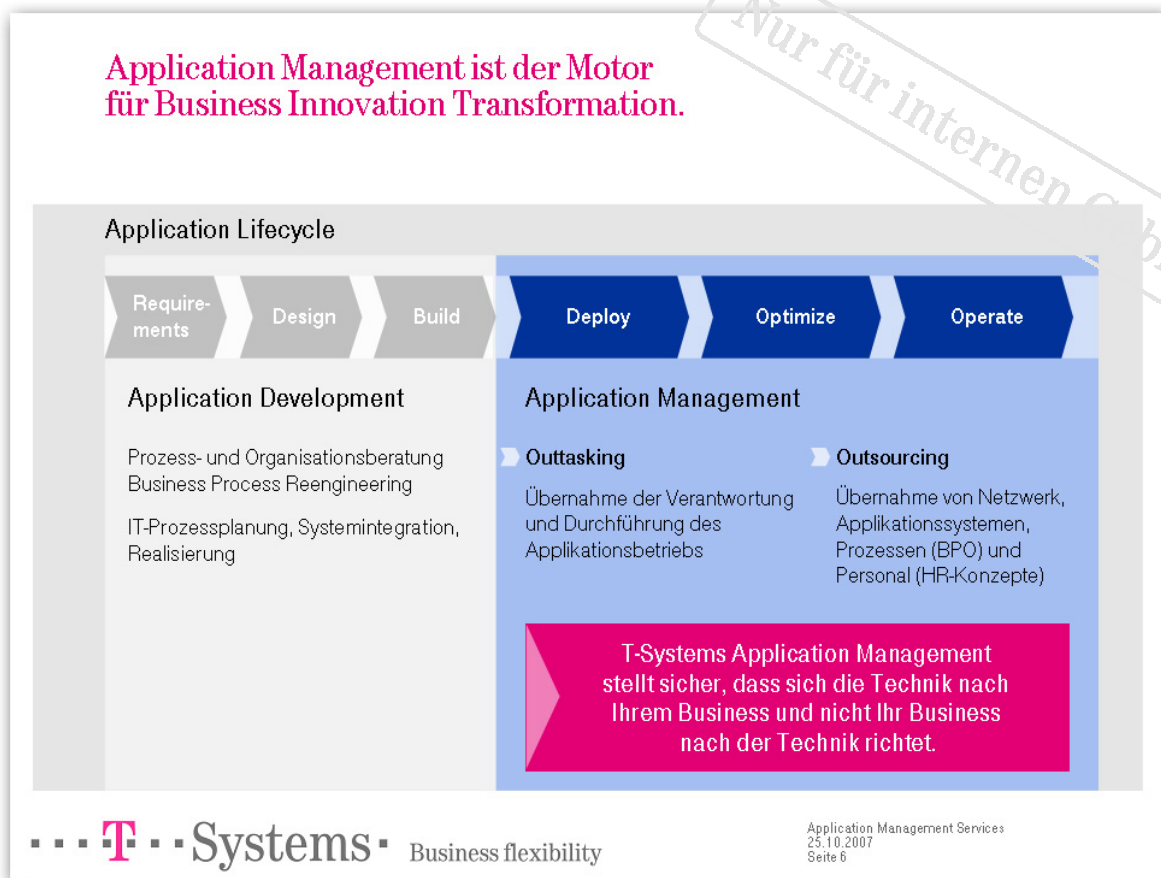 Nur für internen
Application Management ist der Motor
für Business Innovation Transformation.
Application Lifecycle
Require-
ments
Design
Build
Deploy
Optimize
Operate
Application Development
Prozess- und Organisationsberatung
Business Process Reengineering
IT-Prozessplanung, Systemintegration,
Realisierung
Application Management
Outtasking
Übernahme der Verantwortung
und Durchführung des
Applikationsbetriebs
Outsourcing
Übernahme von Netzwerk,
Applikationssystemen,
Prozessen (BPO) und
Personal (HR-Konzepte)
T-Systems Application Management
stellt sicher, dass sich die Technik nach
Ihrem Business und nicht Ihr Business
nach der Technik richtet.
T Systems Business flexibility
Application Management Services
25.10.2007
Seite 6